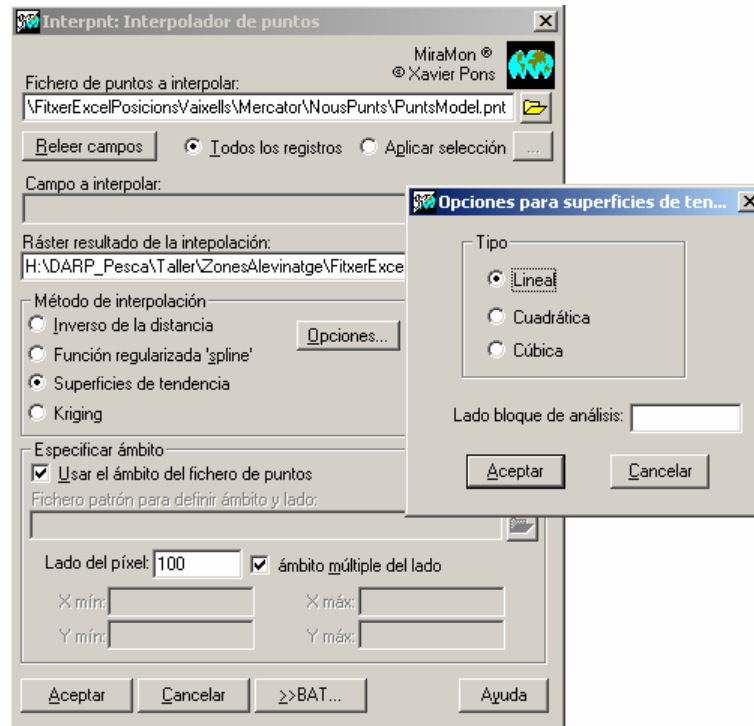 Interpnt: Interpolador de puntos
MiraMon ®
© Xavier Pons
Fichero de puntos a interpolar:
\FitxerExcelPosicionsVaixells\Mercator\NousPunts\PuntsModel.pnt
Releer campos
Todos los registros
Aplicar selección
...
Campo a interpolar:
Ráster resultado de la intepolación:
H:\DARP_Pesca\Taller\ZonesAlevinatge\FitxerExce
Método de interpolación
Inverso de la distancia
Opciones...
Función regularizada 'spline'
Superficies de tendencia
Kriging
Especificar ámbito
Usar el ámbito del fichero de puntos
Fichero patrón para definir ámbito y lado:
Lado del píxel: 100
ámbito múltiple del lado
X mín:
X máx:
Y mín:
Y máx:
Aceptar
Cancelar
>>BAT...
Ayuda
Opciones para superficies de ten...
Tipo
Lineal
Cuadrática
Cúbica
Lado bloque de análisis:
Aceptar
Cancelar